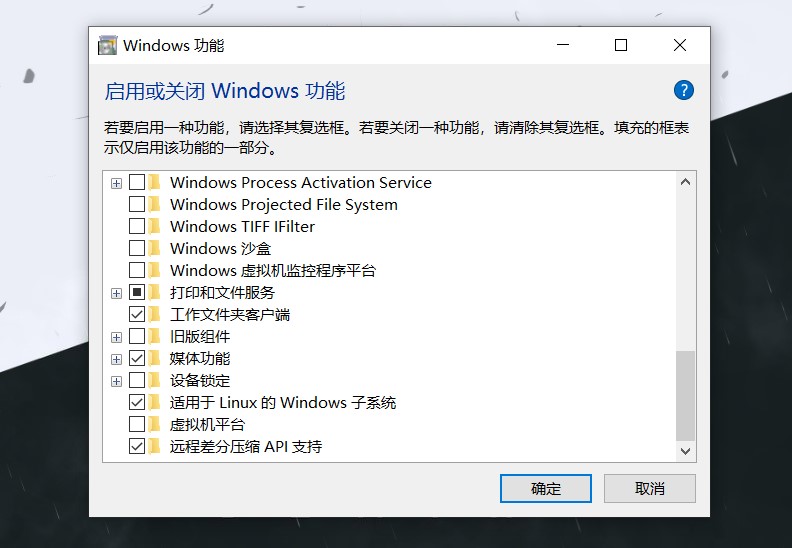 Windows 功能
启用或关闭 Windows 功能
?
若要启用一种功能，请选择其复选框。若要关闭一种功能，请清除其复选框。填充的框表
示仅启用该功能的一部分。
Windows Process Activation Service
Windows Projected File System
Windows TIFF IFilter
Windows 沙盒
Windows 虚拟机监控程序平台
打印和文件服务
工作文件夹客户端
旧版组件
媒体功能
设备锁定
适用于 Linux 的 Windows 子系统
虚拟机平台
远程差分压缩 API 支持
确定
取消